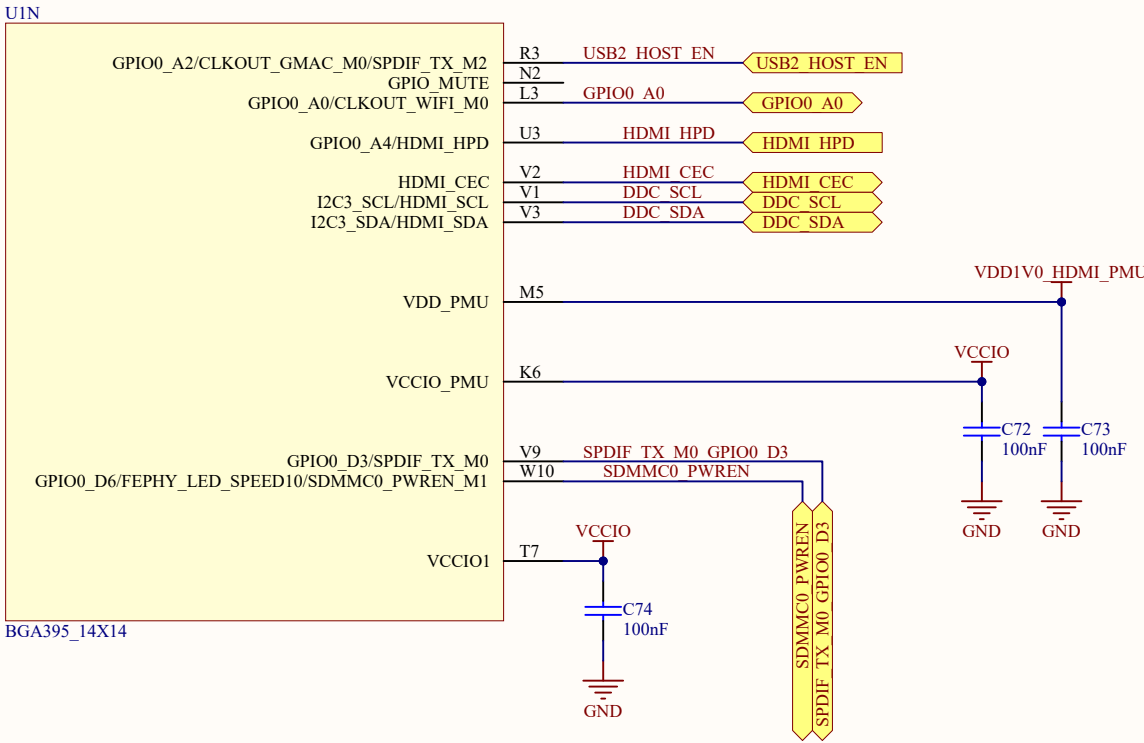 U1N
GPIO0_A2/CLKOUT_GMAC_M0/SPDIF_TX_M2 R3 USB2_HOST_EN USB2_HOST_EN
GPIO_MUTE N2
GPIO0_A0/CLKOUT_WIFI_M0 L3 GPIO0_A0 GPIO0_A0
GPIO0_A4/HDMI_HPD U3 HDMI_HPD HDMI_HPD
HDMI_CEC V2 HDMI_CEC HDMI_CEC
I2C3_SCL/HDMI_SCL V1 DDC_SCL DDC_SCL
I2C3_SDA/HDMI_SDA V3 DDC_SDA DDC_SDA
VDD1V0_HDMI_PMU
VDD_PMU M5
VCCIO
VCCIO_PMU K6
C72 C73
100nF 100nF
GPIO0_D3/SPDIF_TX_M0 V9 SPDIF_TX_M0_GPIO0_D3
GPIO0_D6/FEPHY_LED_SPEED10/SDMMC0_PWREN_M1 W10 SDMMC0_PWREN
GND GND
VCCIO
VCCIO1 T7
SDMMC0_PWREN
SPDIF_TX_M0_GPIO0_D3
C74
100nF
BGA395_14X14
GND